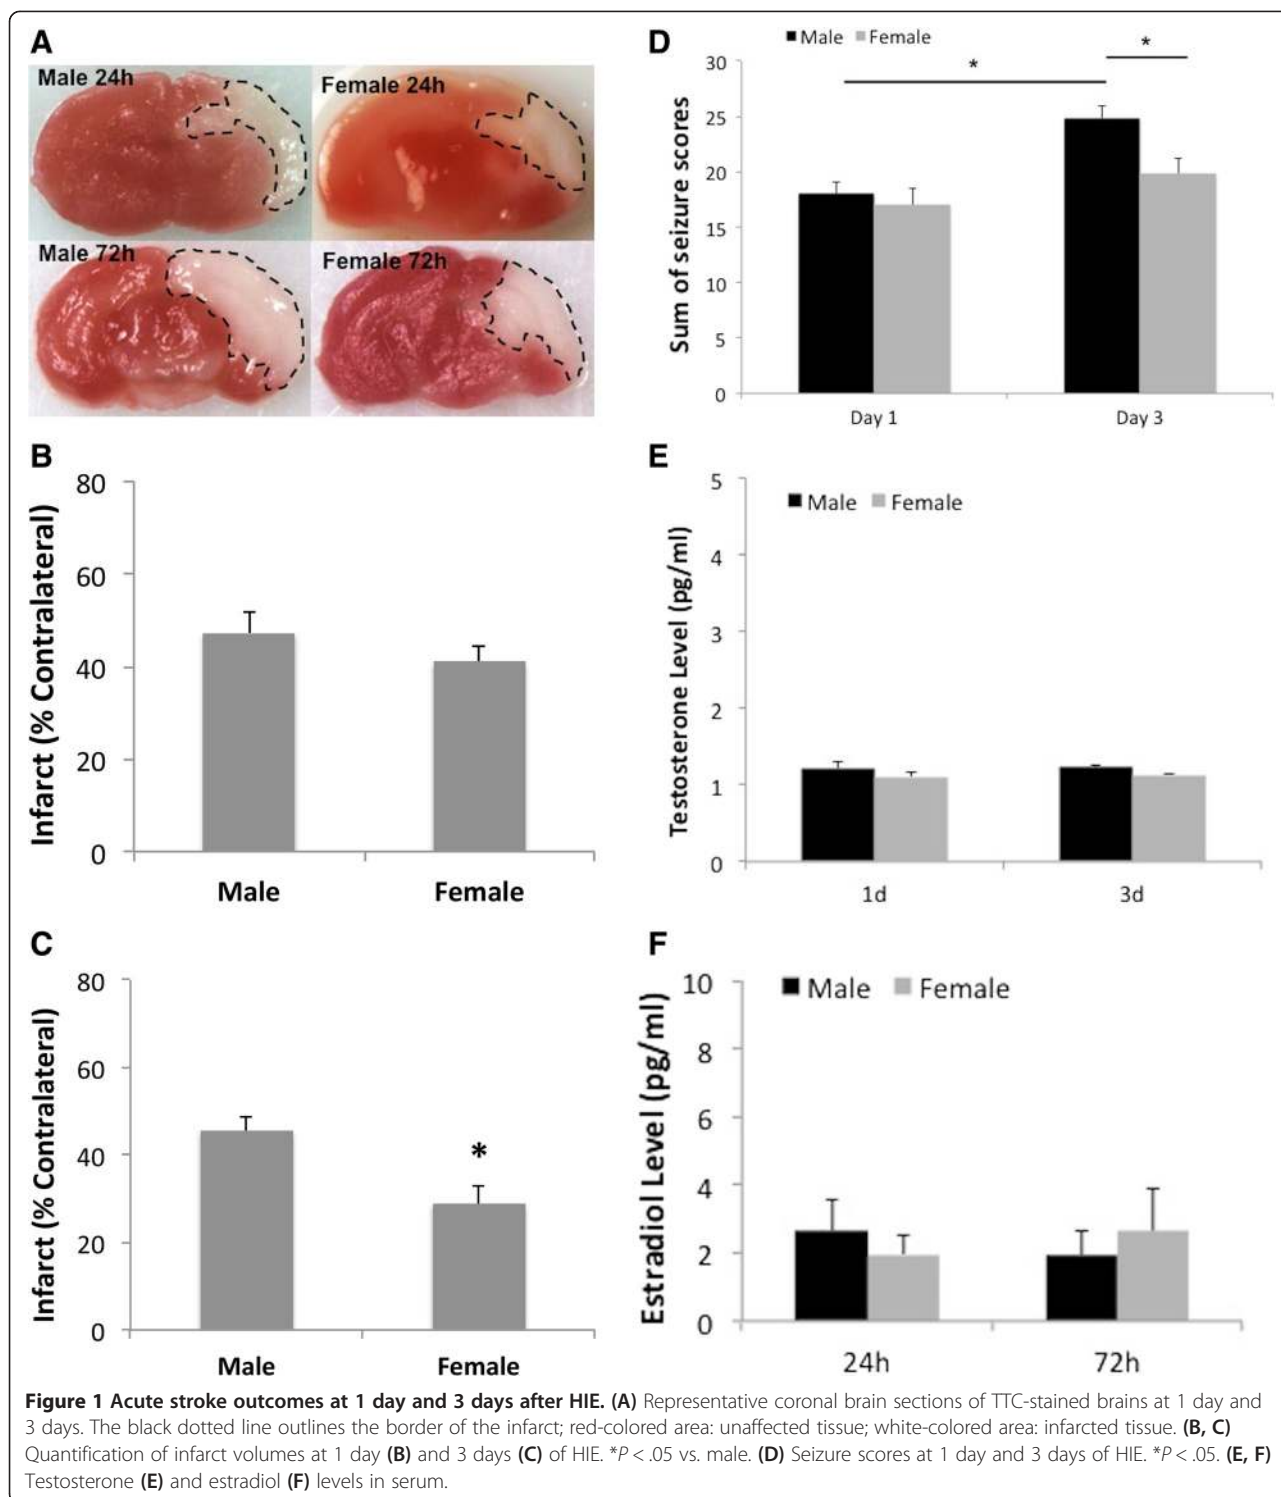 A
Male 24h
Female 24h
Male 72h
Female 72h
B
80
60
40
20
0
Infarct (% Contralateral)
Male
Female
C
80
60
40
20
0
Infarct (% Contralateral)
Male
Female
*
D
Male Female
*
*
30
25
20
15
10
5
0
Sum of seizure scores
Day 1
Day 3
E
Male Female
5
4
3
2
1
0
Testosterone Level (pg/ml)
1d
3d
F
Male Female
10
8
6
4
2
0
Estradiol Level (pg/ml)
24h
72h
Figure 1 Acute stroke outcomes at 1 day and 3 days after HIE. (A) Representative coronal brain sections of TTC-stained brains at 1 day and
3 days. The black dotted line outlines the border of the infarct; red-colored area: unaffected tissue; white-colored area: infarcted tissue. (B, C)
Quantification of infarct volumes at 1 day (B) and 3 days (C) of HIE. *P < .05 vs. male. (D) Seizure scores at 1 day and 3 days of HIE. *P < .05. (E, F)
Testosterone (E) and estradiol (F) levels in serum.